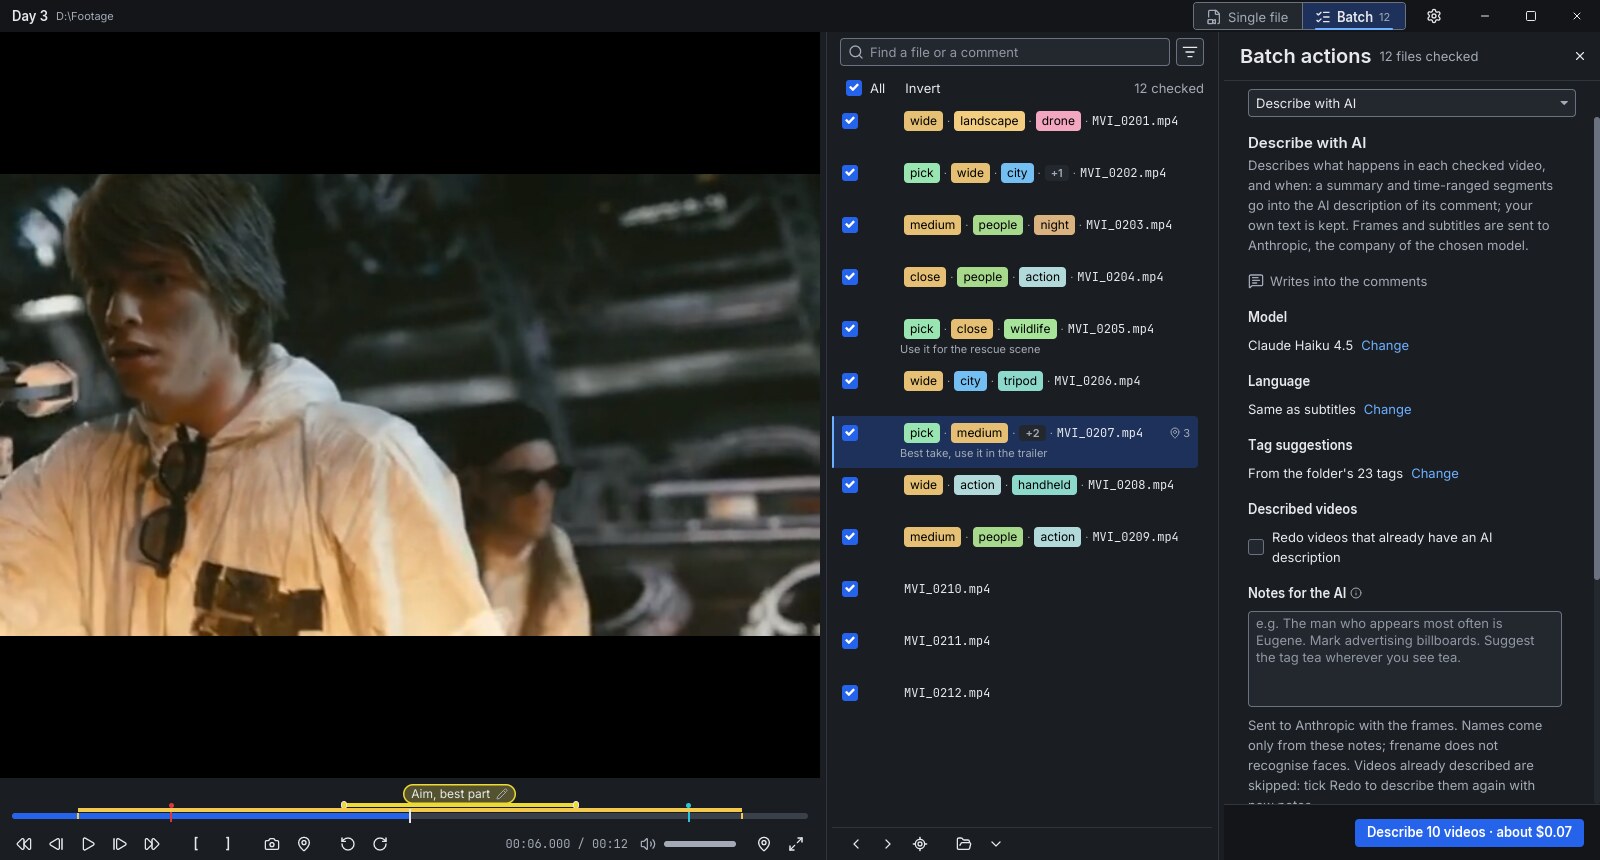 Day 3 D:\Footage
Single file
Batch 12
Find a file or a comment
All Invert 12 checked
wide · landscape · drone · MVI_0201.mp4
pick · wide · city · +1 · MVI_0202.mp4
medium · people · night · MVI_0203.mp4
close · people · action · MVI_0204.mp4
pick · close · wildlife · MVI_0205.mp4
Use it for the rescue scene
wide · city · tripod · MVI_0206.mp4
pick · medium · +2 · MVI_0207.mp4 3
Best take, use it in the trailer
wide · action · handheld · MVI_0208.mp4
medium · people · action · MVI_0209.mp4
MVI_0210.mp4
MVI_0211.mp4
MVI_0212.mp4
Aim, best part
[ ]
00:06.000 / 00:12
Batch actions 12 files checked
Describe with AI
Describe with AI
Describes what happens in each checked video,
and when: a summary and time-ranged segments
go into the AI description of its comment; your
own text is kept. Frames and subtitles are sent to
Anthropic, the company of the chosen model.
Writes into the comments
Model
Claude Haiku 4.5 Change
Language
Same as subtitles Change
Tag suggestions
From the folder's 23 tags Change
Described videos
Redo videos that already have an AI
description
Notes for the AI
e.g. The man who appears most often is
Eugene. Mark advertising billboards. Suggest
the tag tea wherever you see tea.
Sent to Anthropic with the frames. Names come
only from these notes; frename does not
recognise faces. Videos already described are
skipped: tick Redo to describe them again with
Describe 10 videos · about $0.07